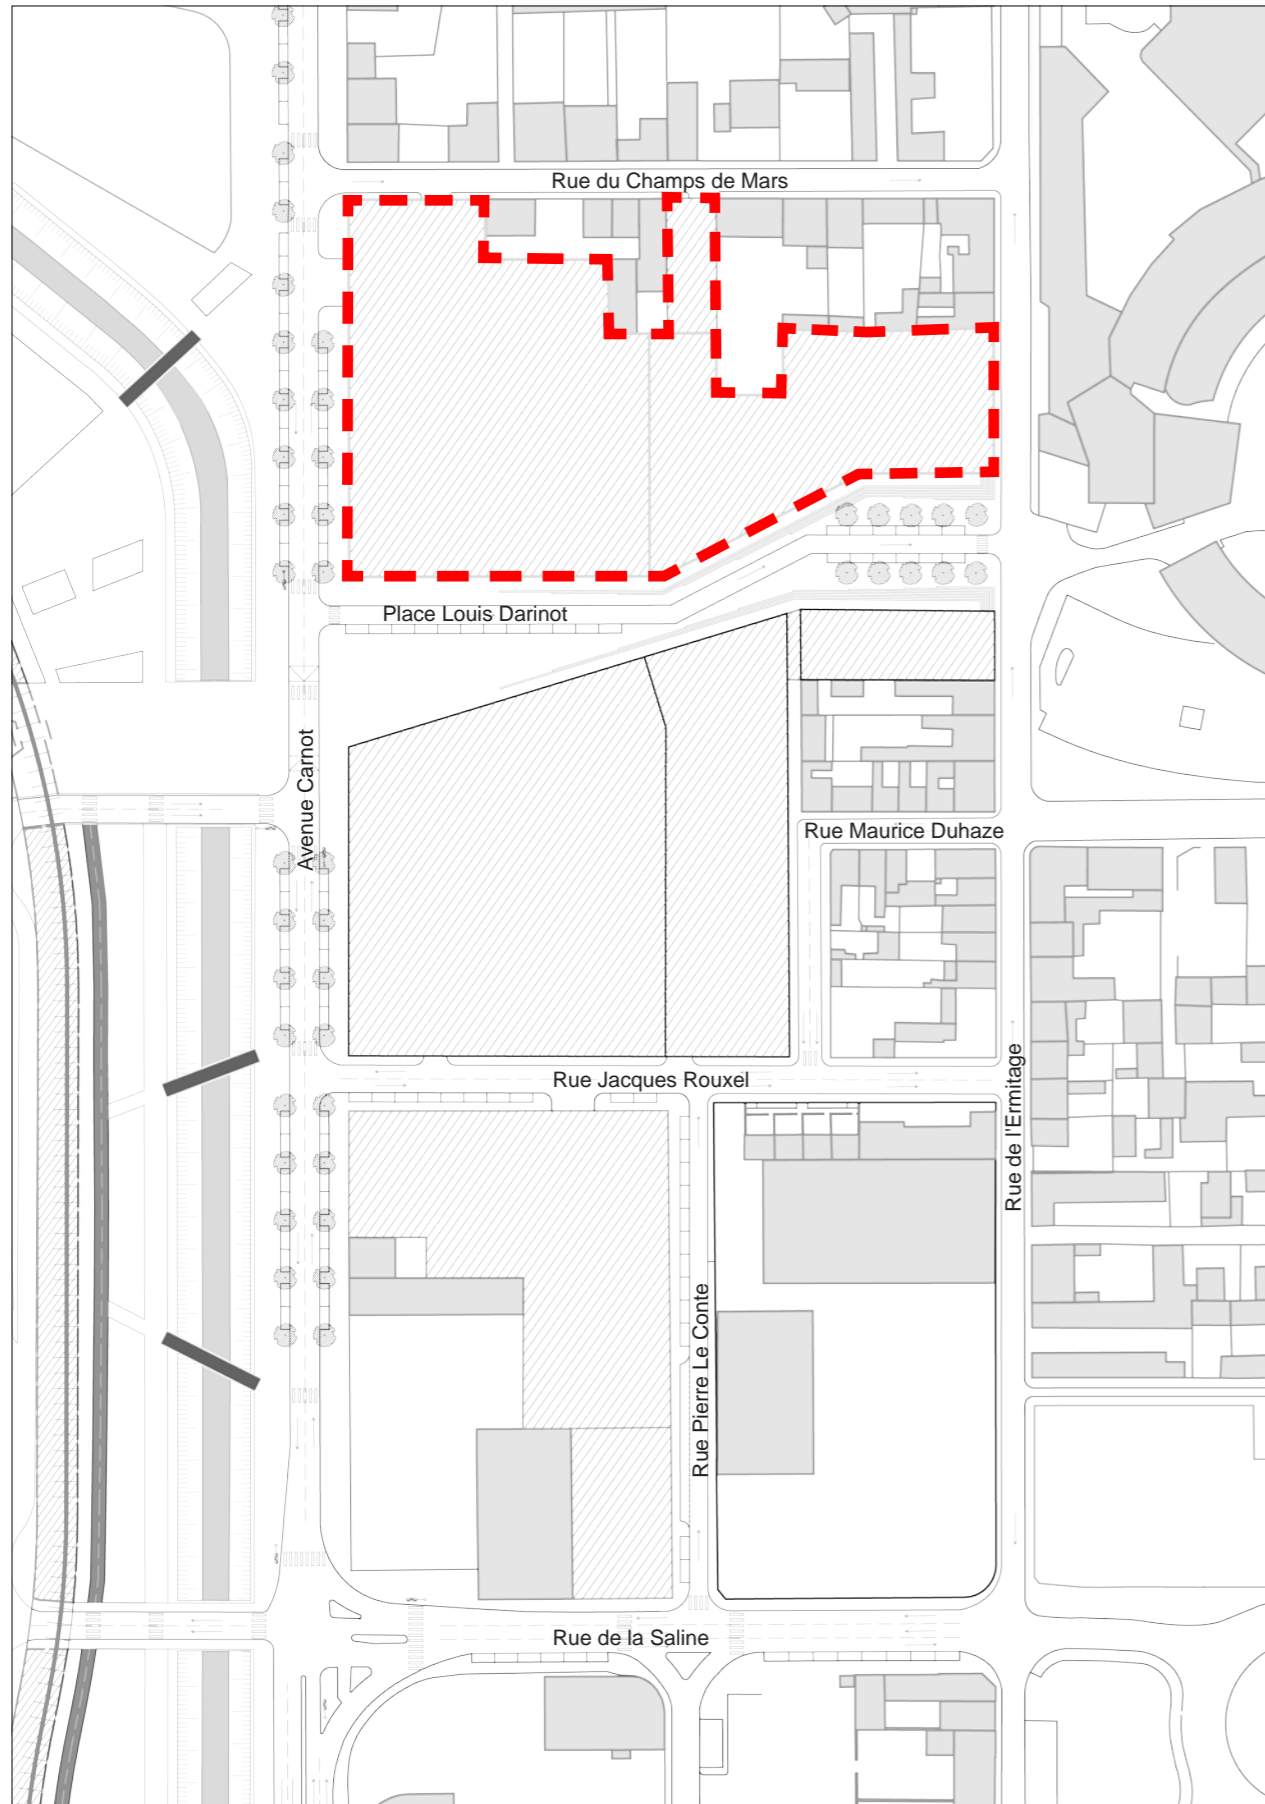 Rue du Champs de Mars
Place Louis Darinot
Avenue Carnot
Rue Maurice Duhaze
Rue Jacques Rouxel
Rue de l'Ermitage
Rue Pierre Le Conte
Rue de la Saline